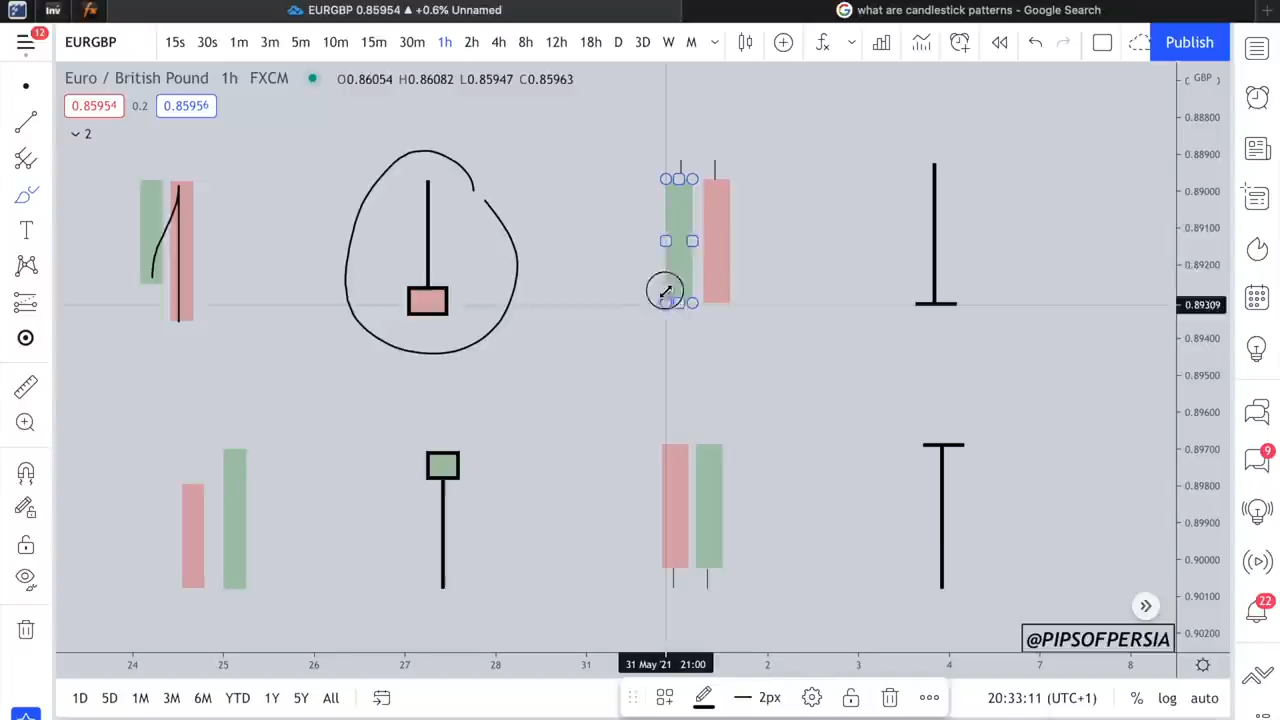 Inv
EURGBP 0.85954 ▲ +0.6% Unnamed
what are candlestick patterns - Google Search
12
EURGBP
15s 30s 1m 3m 5m 10m 15m 30m 1h 2h 4h 8h 12h 18h D 3D W M
Publish
Euro / British Pound 1h FXCM O0.86054 H0.86082 L0.85947 C0.85963
GBP
0.85954 0.2 0.85956
2
0.88800
0.88900
0.89000
0.89100
0.89200
0.89309
0.89400
0.89500
0.89600
0.89700
0.89800
0.89900
0.90000
0.90100
0.90200
T
9
22
@PIPSOFPERSIA
24 25 26 27 28 31 31 May '21 21:00 2 3 4 7 8
1D 5D 1M 3M 6M YTD 1Y 5Y All
2px
20:33:11 (UTC+1) % log auto